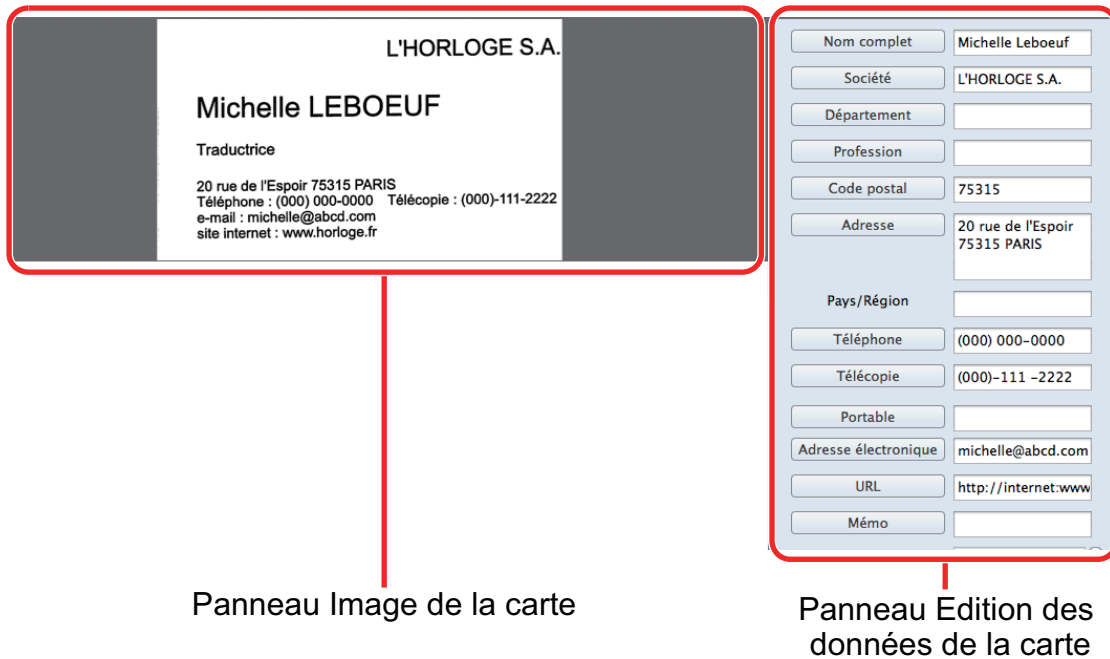 L'HORLOGE S.A.
Michelle LEBOEUF
Traductrice
20 rue de l'Espoir 75315 PARIS
Téléphone : (000) 000-0000 Télécopie : (000)-111-2222
e-mail : michelle@abcd.com
site internet : www.horloge.fr
Nom complet Michelle Leboeuf
Société L'HORLOGE S.A.
Département
Profession
Code postal 75315
Adresse 20 rue de l'Espoir
75315 PARIS
Pays/Région
Téléphone (000) 000-0000
Télécopie (000)-111 -2222
Portable
Adresse électronique michelle@abcd.com
URL http://internet:www
Mémo
Panneau Image de la carte
Panneau Edition des
données de la carte